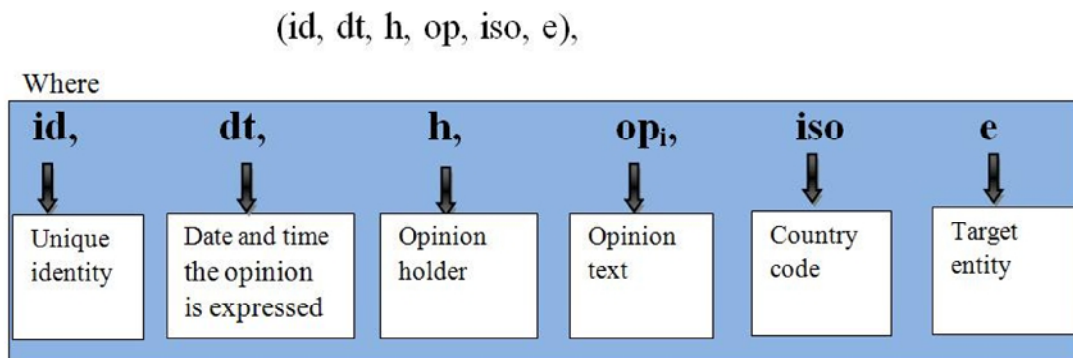 (id, dt, h, op, iso, e),
Where
id, dt, h, opᵢ, iso e
Unique identity
Date and time the opinion is expressed
Opinion holder
Opinion text
Country code
Target entity